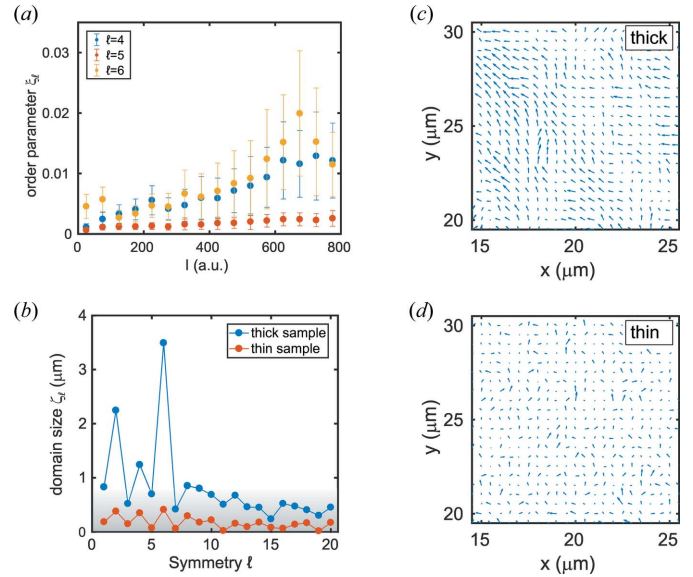 (a)
0.03
0.02
0.01
0
order parameter ξℓ
ℓ=4
ℓ=5
ℓ=6
0 200 400 600 800
I (a.u.)
(b)
4
3
2
1
0
domain size ζℓ (μm)
thick sample
thin sample
0 5 10 15 20
Symmetry ℓ
(c)
thick
30
25
20
y (μm)
15 20 25
x (μm)
(d)
thin
30
25
20
y (μm)
15 20 25
x (μm)